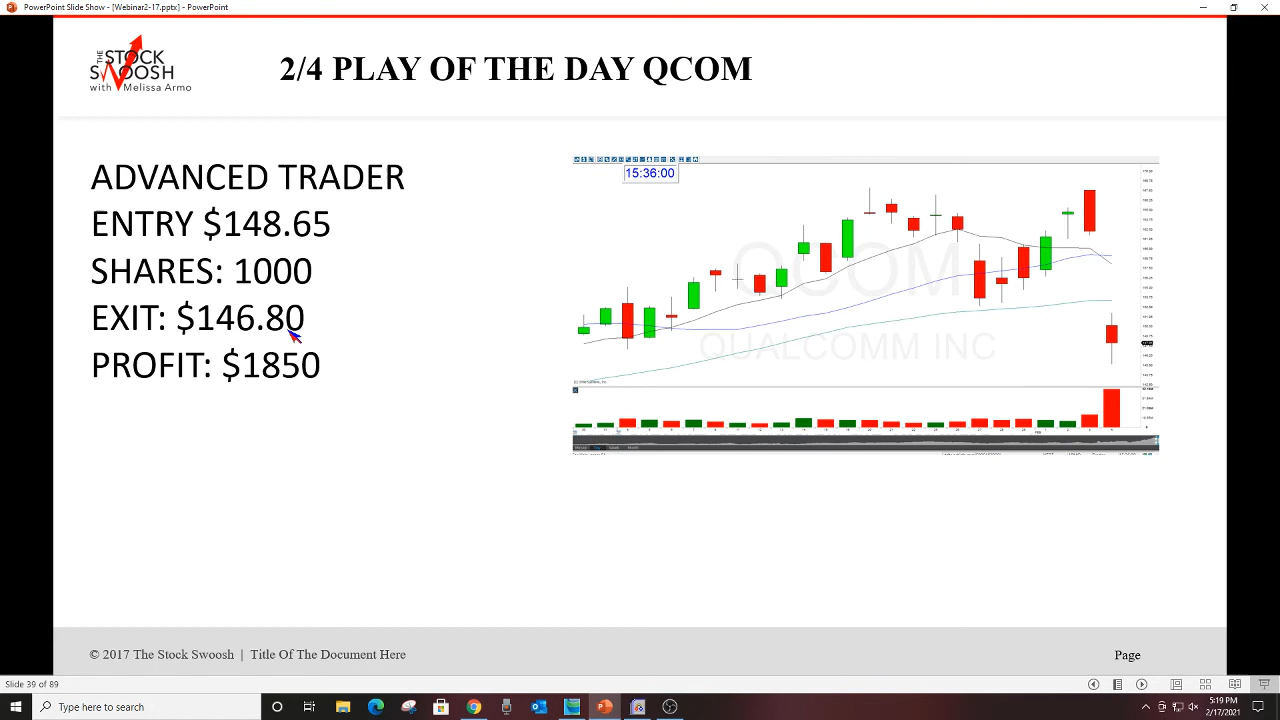 PowerPoint Slide Show - [Webinar2-17.pptx] - PowerPoint
THE STOCK SWOOSH
with Melissa Armo
2/4 PLAY OF THE DAY QCOM
ADVANCED TRADER
ENTRY $148.65
SHARES: 1000
EXIT: $146.80
PROFIT: $1850
15:36:00
QCOM
QUALCOMM INC
© 2017 The Stock Swoosh | Title Of The Document Here
Page
Slide 39 of 89
Type here to search
5:19 PM
2/17/2021